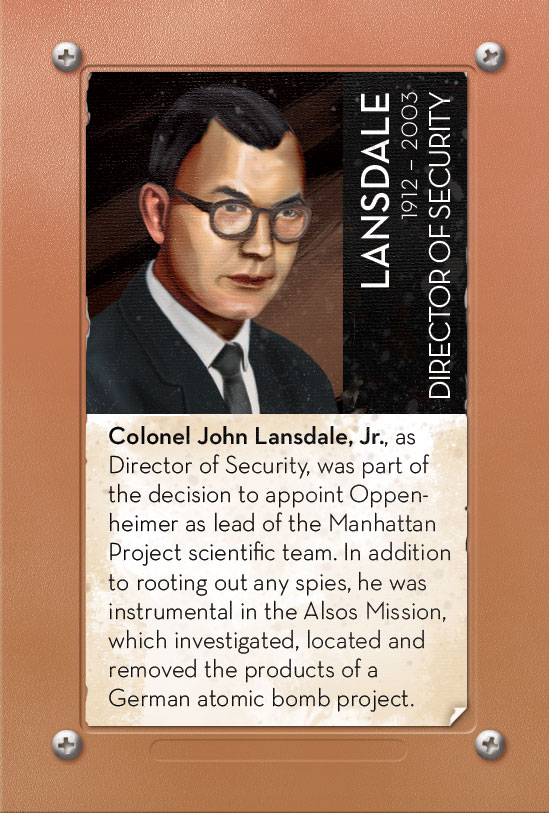 LANSDALE
1912 – 2003
DIRECTOR OF SECURITY
Colonel John Lansdale, Jr., as
Director of Security, was part of
the decision to appoint Oppen-
heimer as lead of the Manhattan
Project scientific team. In addition
to rooting out any spies, he was
instrumental in the Alsos Mission,
which investigated, located and
removed the products of a
German atomic bomb project.